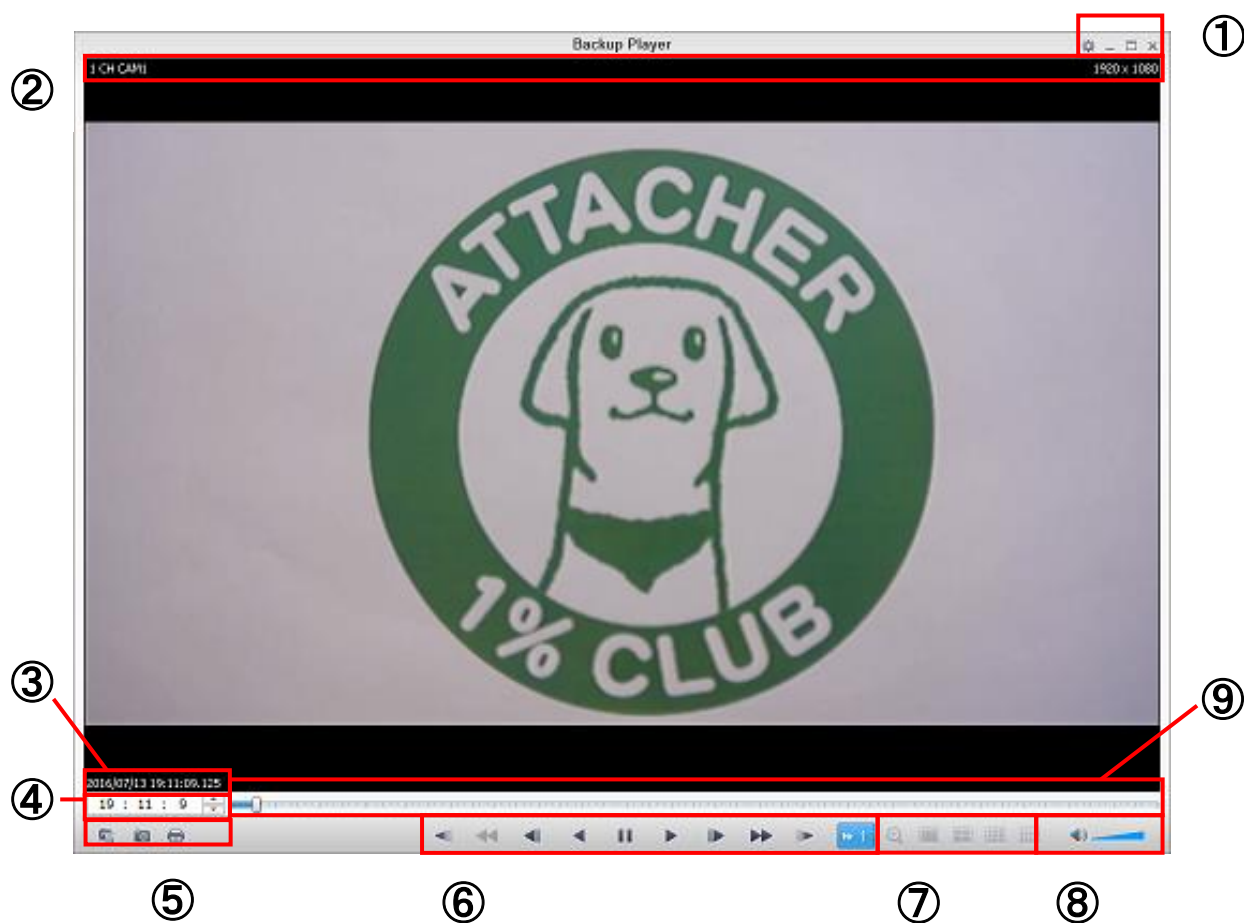 Backup Player
①
1 CH CAM1
1920 x 1080
②
ATTACHER
1% CLUB
③
⑨
2016/07/13 19:11:09.125
④
19 : 11 : 9
1
⑤
⑥
⑦
⑧